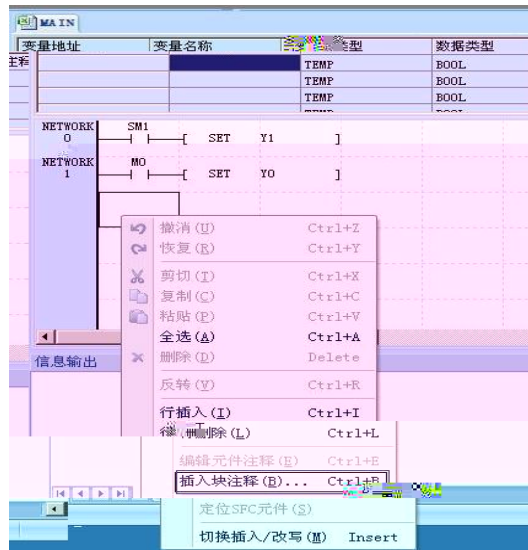 MAIN
变量地址 变量名称 类型 数据类型
TEMP BOOL
TEMP BOOL
TEMP BOOL
NETWORK 0 SM1 [ SET Y1 ]
NETWORK 1 M0 [ SET Y0 ]
撤消(U) Ctrl+Z
恢复(R) Ctrl+Y
剪切(T) Ctrl+X
复制(C) Ctrl+C
粘贴(P) Ctrl+V
全选(A) Ctrl+A
删除(D) Delete
反转(V) Ctrl+R
行插入(I) Ctrl+I
删除(L) Ctrl+L
编辑元件注释(E) Ctrl+E
插入块注释(B)... Ctrl+B
定位SFC元件(S)
切换插入/改写(M) Insert
信息输出